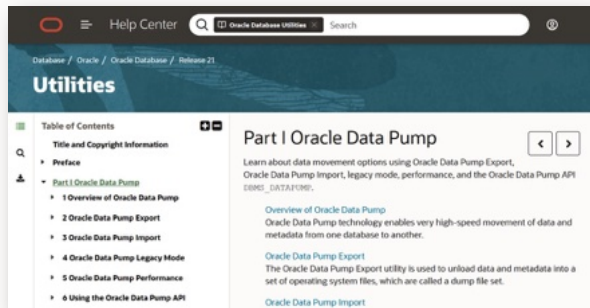 Help Center
Oracle Database Utilities
Search
Database / Oracle / Oracle Database / Release 21
Utilities
Table of Contents
Title and Copyright Information
Preface
Part I Oracle Data Pump
1 Overview of Oracle Data Pump
2 Oracle Data Pump Export
3 Oracle Data Pump Import
4 Oracle Data Pump Legacy Mode
5 Oracle Data Pump Performance
6 Using the Oracle Data Pump API
Part I Oracle Data Pump
Learn about data movement options using Oracle Data Pump Export,
Oracle Data Pump Import, legacy mode, performance, and the Oracle Data Pump API
DBMS_DATAPUMP.
Overview of Oracle Data Pump
Oracle Data Pump technology enables very high-speed movement of data and
metadata from one database to another.
Oracle Data Pump Export
The Oracle Data Pump Export utility is used to unload data and metadata into a
set of operating system files, which are called a dump file set.
Oracle Data Pump Import